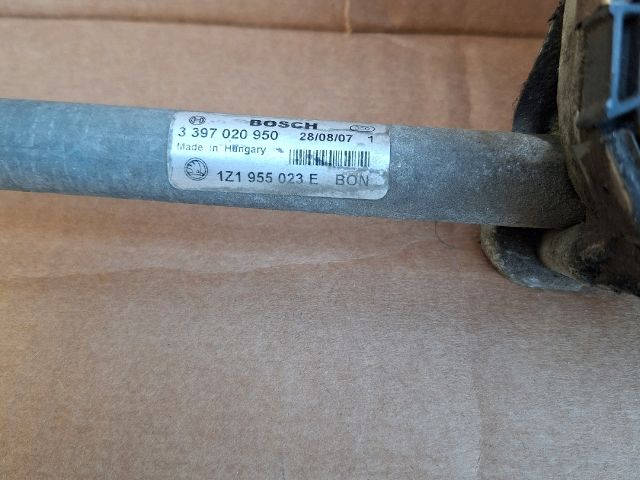 BOSCH
3 397 020 950 28/08/07 1
Made in Hungary
1Z1 955 023 E BON